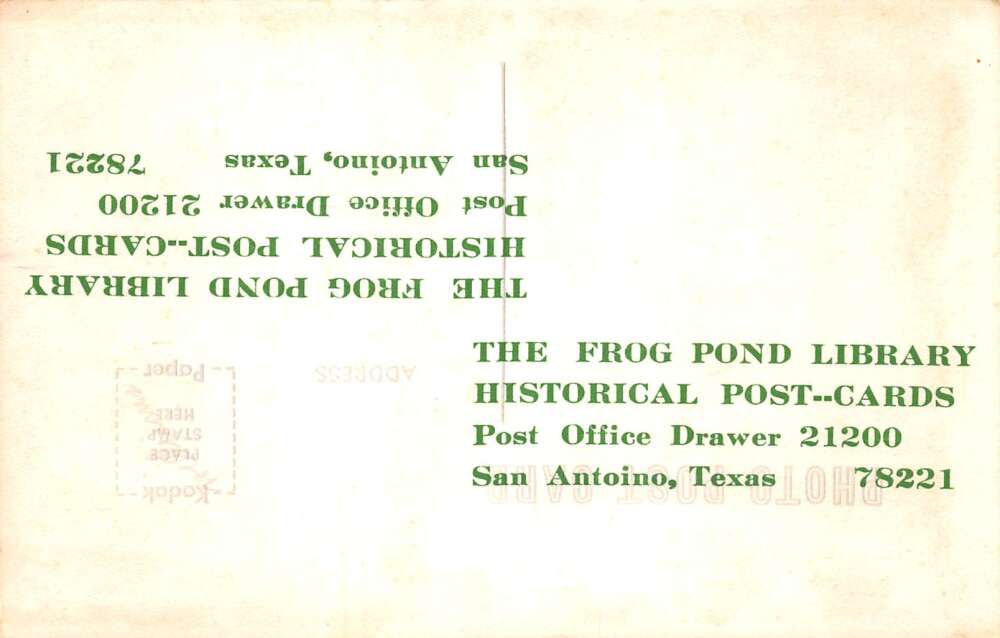 THE FROG POND LIBRARY
HISTORICAL POST--CARDS
Post Office Drawer 21200
San Antoino, Texas 78221
THE FROG POND LIBRARY
HISTORICAL POST--CARDS
Post Office Drawer 21200
San Antoino, Texas 78221
PHOTO POST CARD
ADDRESS
Kodak
PLACE
STAMP
HERE
Paper